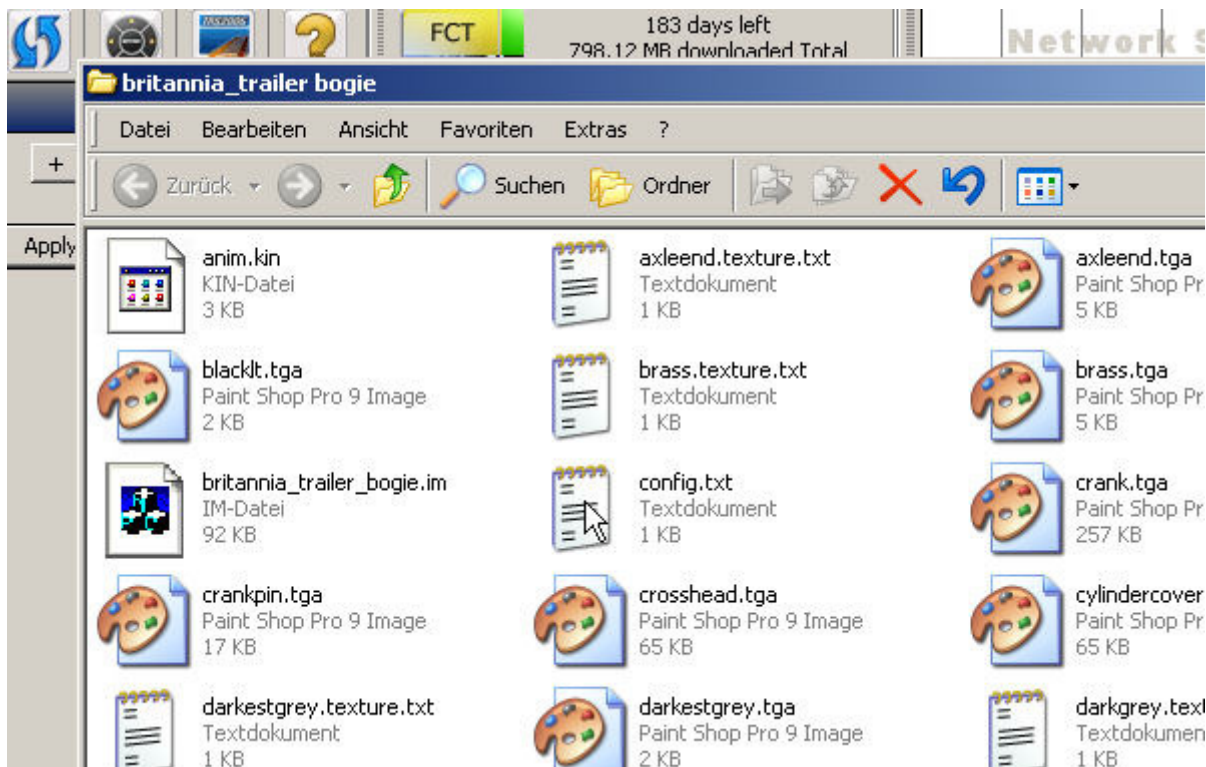 TRS2006
FCT
183 days left
798.12 MB downloaded Total
Network S
britannia_trailer bogie
Datei Bearbeiten Ansicht Favoriten Extras ?
+
Zurück Suchen Ordner
Apply
anim.kin
KIN-Datei
3 KB
axleend.texture.txt
Textdokument
1 KB
axleend.tga
Paint Shop Pr
5 KB
blacklt.tga
Paint Shop Pro 9 Image
2 KB
brass.texture.txt
Textdokument
1 KB
brass.tga
Paint Shop Pr
5 KB
britannia_trailer_bogie.im
IM-Datei
92 KB
config.txt
Textdokument
1 KB
crank.tga
Paint Shop Pr
257 KB
crankpin.tga
Paint Shop Pro 9 Image
17 KB
crosshead.tga
Paint Shop Pro 9 Image
65 KB
cylindercover
Paint Shop Pr
65 KB
darkestgrey.texture.txt
Textdokument
1 KB
darkestgrey.tga
Paint Shop Pro 9 Image
2 KB
darkgrey.text
Textdokumen
1 KB